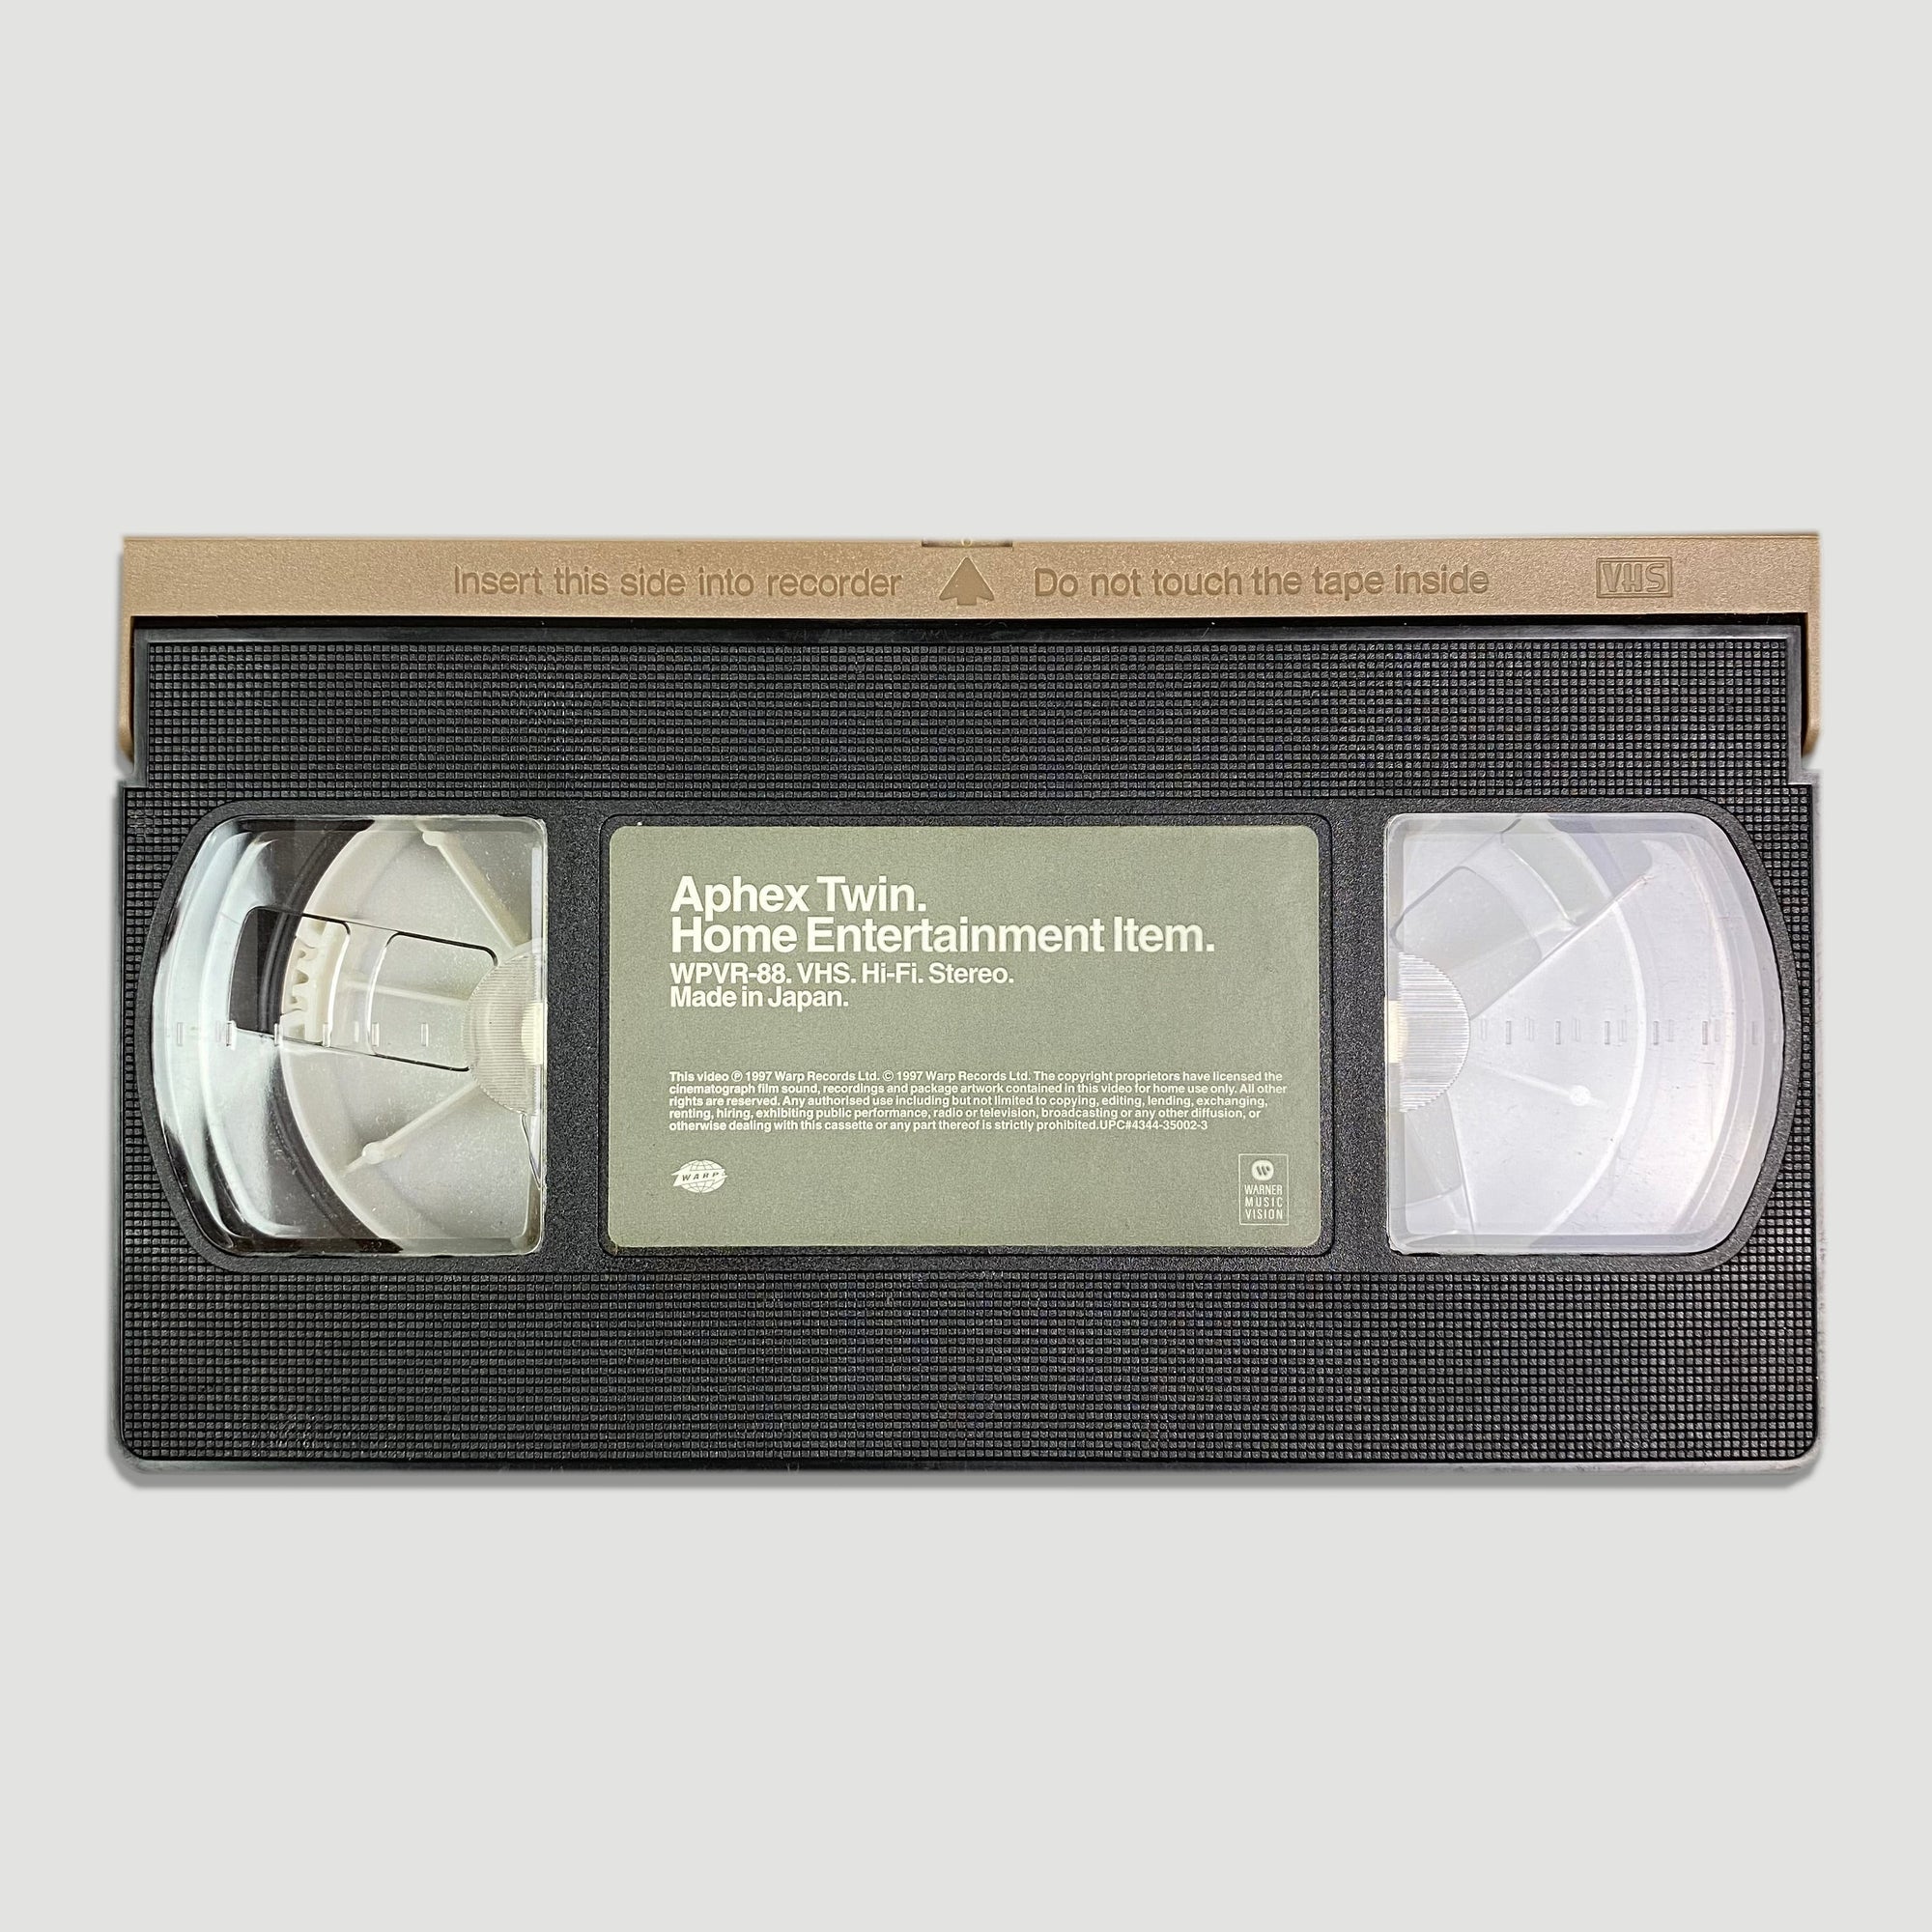 Insert this side into recorder Do not touch the tape inside VHS
Aphex Twin.
Home Entertainment Item.
WPVR-88. VHS. Hi-Fi. Stereo.
Made in Japan.
This video ℗ 1997 Warp Records Ltd. © 1997 Warp Records Ltd. The copyright proprietors have licensed the
cinematograph film sound, recordings and package artwork contained in this video for home use only. All other
rights are reserved. Any authorised use including but not llmited to copying, editing, lending, exchanging,
renting, hiring, exhibiting public performance, radio or television, broadcasting or any other diffusion, or
otherwise dealing with this cassette or any part thereof is strictly prohibited.UPC#4344-35002-3
WARP
WARNER
MUSIC
VISION